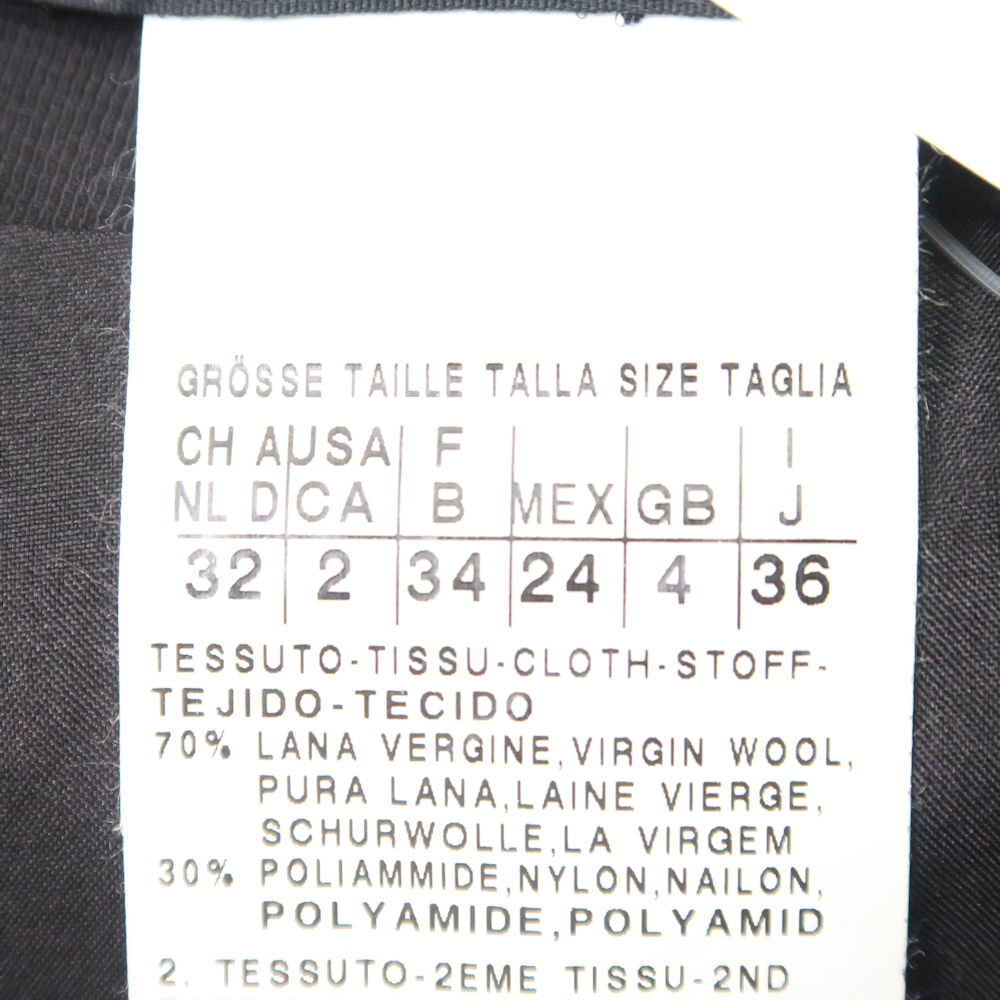 GRÖSSE TAILLE TALLA SIZE TAGLIA
CH A USA F I
NL D CA B MEX GB J
32 2 34 24 4 36
TESSUTO-TISSU-CLOTH-STOFF-
TEJIDO-TECIDO
70% LANA VERGINE,VIRGIN WOOL,
PURA LANA,LAINE VIERGE,
SCHURWOLLE,LA VIRGEM
30% POLIAMMIDE,NYLON,NAILON,
POLYAMIDE,POLYAMID
2. TESSUTO-2EME TISSU-2ND